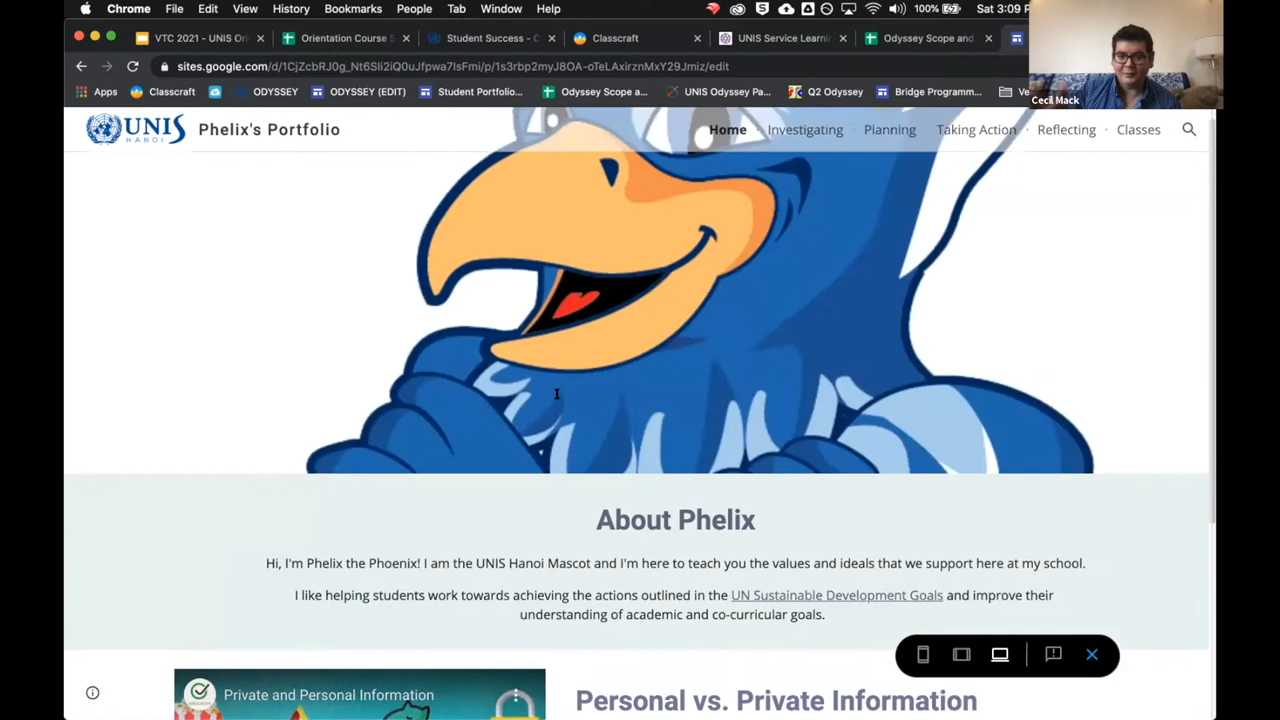 Chrome File Edit View History Bookmarks People Tab Window Help 100% Sat 3:09 PM
VTC 2021 - UNIS Ori
Orientation Course S
Student Success - C
Classcraft
UNIS Service Learnin
Odyssey Scope and
sites.google.com/d/1CjZcbRJ0g_Nt6Sli2iQ0uJfpwa7IsFmi/p/1s3rbp2myJ8OA-oTeLAxirznMxY29Jmiz/edit
Apps Classcraft ODYSSEY ODYSSEY (EDIT) Student Portfolio... Odyssey Scope a... UNIS Odyssey Pa... Q2 Odyssey Bridge Programm...
Cecil Mack
UNIS
HANOI
Phelix's Portfolio
Home Investigating Planning Taking Action Reflecting Classes
About Phelix
Hi, I'm Phelix the Phoenix! I am the UNIS Hanoi Mascot and I'm here to teach you the values and ideals that we support here at my school.
I like helping students work towards achieving the actions outlined in the UN Sustainable Development Goals and improve their
understanding of academic and co-curricular goals.
Private and Personal Information
Personal vs. Private Information